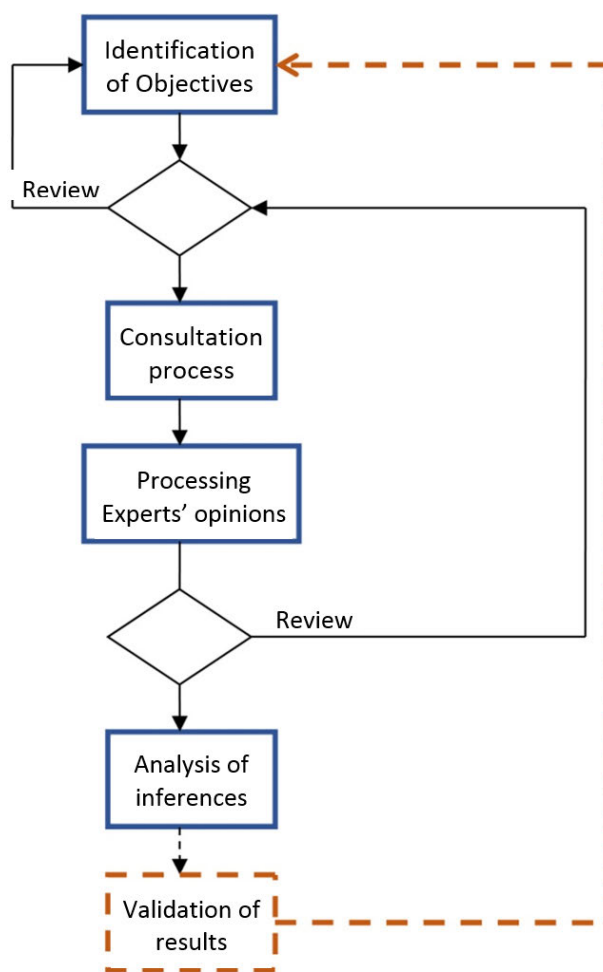 Identification
of Objectives
Review
Consultation
process
Processing
Experts’ opinions
Review
Analysis of
inferences
Validation of
results